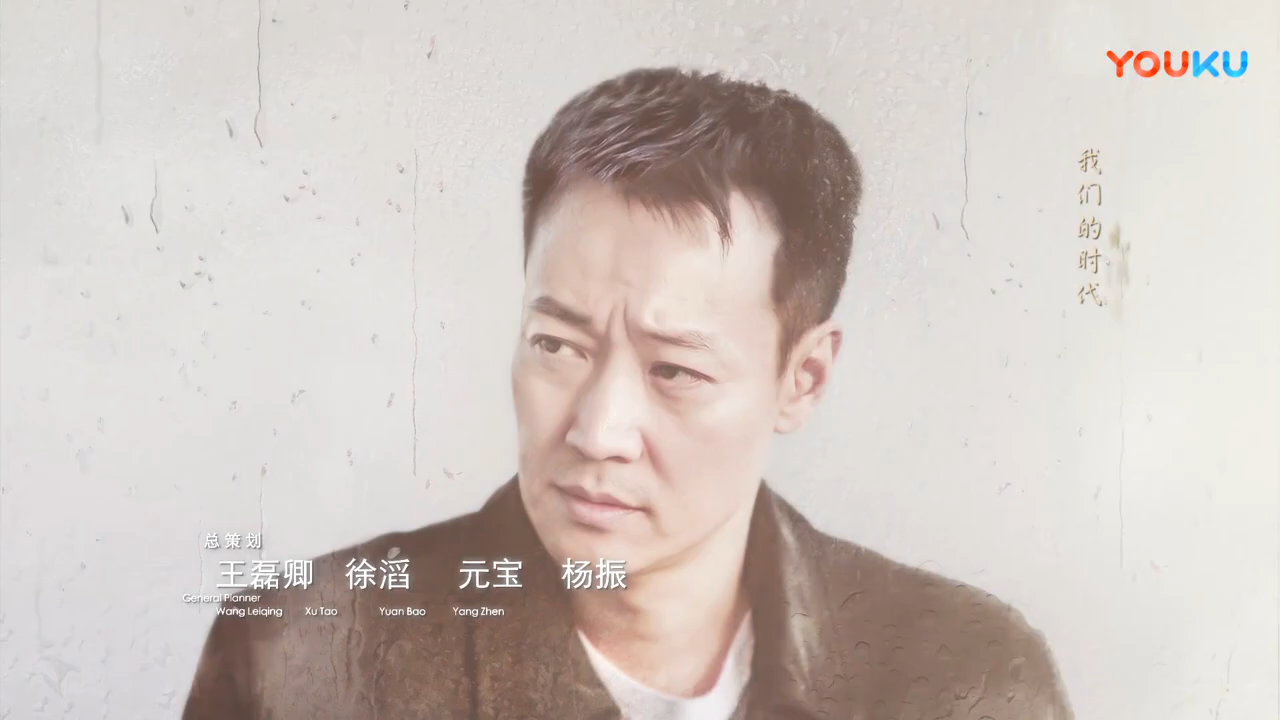 YOUKU
我们的时代
总策划
王磊卿 徐滔 元宝 杨振
General Planner
Wang Leiqing Xu Tao Yuan Bao Yang Zhen